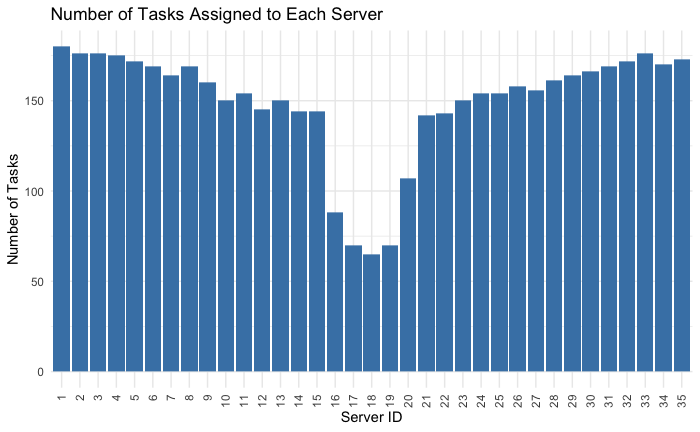 Number of Tasks Assigned to Each Server
Number of Tasks
150
100
50
0
1 2 3 4 5 6 7 8 9 10 11 12 13 14 15 16 17 18 19 20 21 22 23 24 25 26 27 28 29 30 31 32 33 34 35
Server ID